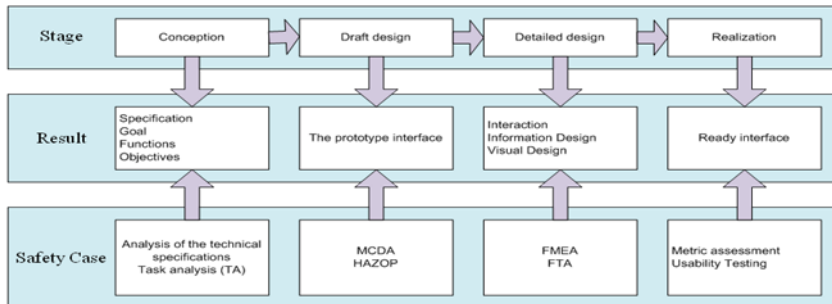 Stage
Conception
Draft design
Detailed design
Realization
Result
Specification
Goal
Functions
Objectives
The prototype interface
Interaction
Information Design
Visual Design
Ready interface
Safety Case
Analysis of the technical
specifications
Task analysis (TA)
MCDA
HAZOP
FMEA
FTA
Metric assessment
Usability Testing